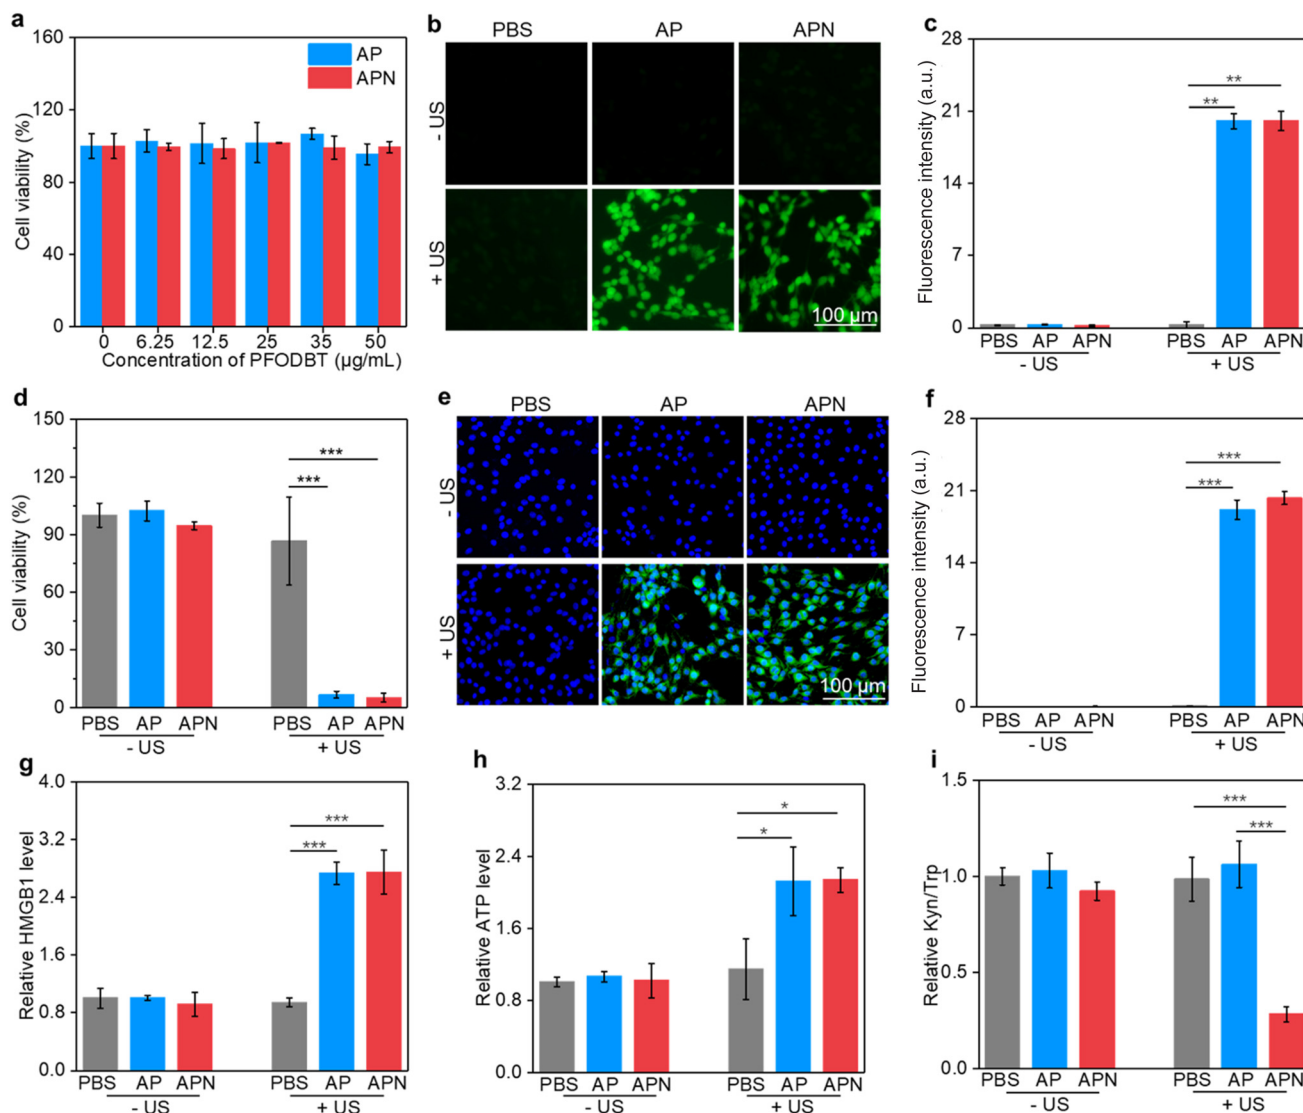 a
160
120
80
40
0
Cell viability (%)
AP
APN
0 6.25 12.5 25 35 50
Concentration of PFODBT (µg/mL)
b
PBS AP APN
- US
+ US
100 µm
c
28
21
14
7
0
Fluorescence intensity (a.u.)
**
**
PBS AP APN PBS AP APN
- US + US
d
150
120
90
60
30
0
Cell viability (%)
***
***
PBS AP APN PBS AP APN
- US + US
e
PBS AP APN
- US
+ US
100 µm
f
28
21
14
7
0
Fluorescence intensity (a.u.)
***
***
PBS AP APN PBS AP APN
- US + US
g
4.0
3.2
2.4
1.6
0.8
0.0
Relative HMGB1 level
***
***
PBS AP APN PBS AP APN
- US + US
h
3.2
2.4
1.6
0.8
0.0
Relative ATP level
*
*
PBS AP APN PBS AP APN
- US + US
i
1.5
1.0
0.5
0.0
Relative Kyn/Trp
***
***
PBS AP APN PBS AP APN
- US + US